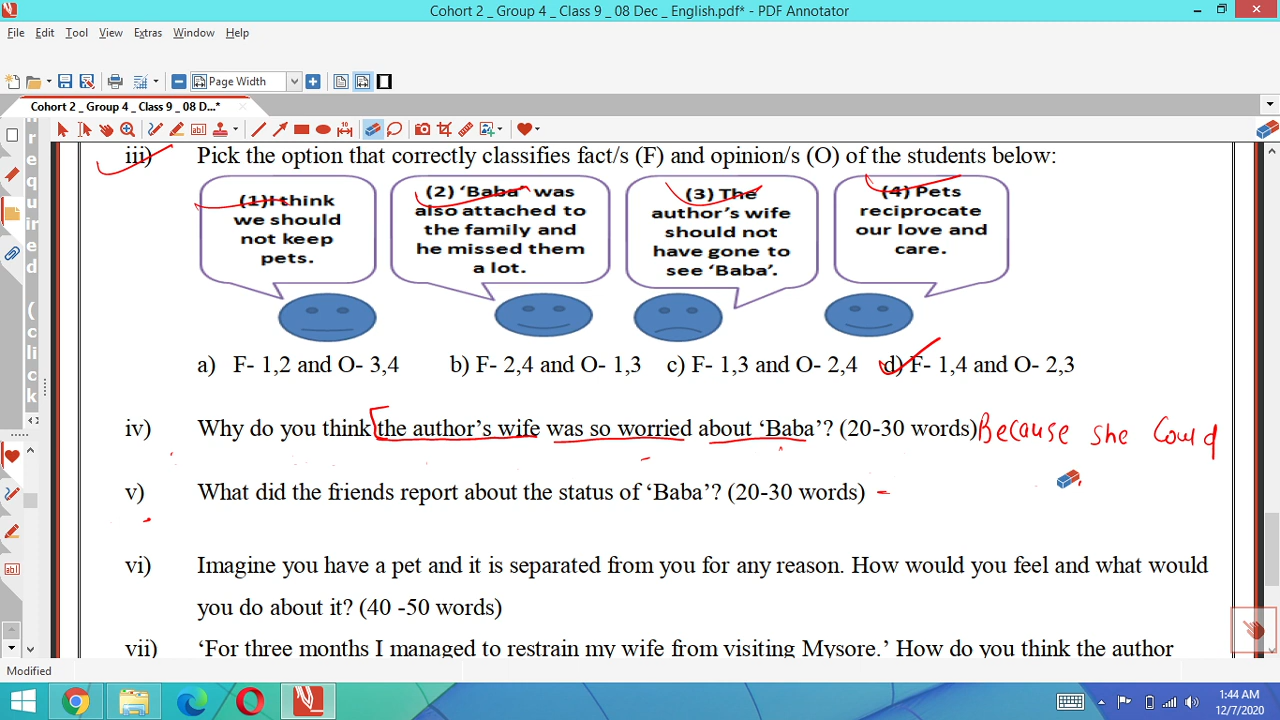 Cohort 2 _ Group 4 _ Class 9 _ 08 Dec _ English.pdf* - PDF Annotator
File Edit Tool View Extras Window Help
Page Width
Cohort 2 _ Group 4 _ Class 9 _ 08 D...*
iii) Pick the option that correctly classifies fact/s (F) and opinion/s (O) of the students below:
(1)I think
we should
not keep
pets.
(2) ‘Baba’ was
also attached to
the family and
he missed them
a lot.
(3) The
author’s wife
should not
have gone to
see ‘Baba’.
(4) Pets
reciprocate
our love and
care.
a) F- 1,2 and O- 3,4 b) F- 2,4 and O- 1,3 c) F- 1,3 and O- 2,4 d) F- 1,4 and O- 2,3
iv) Why do you think the author’s wife was so worried about ‘Baba’? (20-30 words) Because she Could
v) What did the friends report about the status of ‘Baba’? (20-30 words) -
vi) Imagine you have a pet and it is separated from you for any reason. How would you feel and what would
you do about it? (40 -50 words)
vii) ‘For three months I managed to restrain my wife from visiting Mysore.’ How do you think the author
required (click
Modified
1:44 AM
12/7/2020